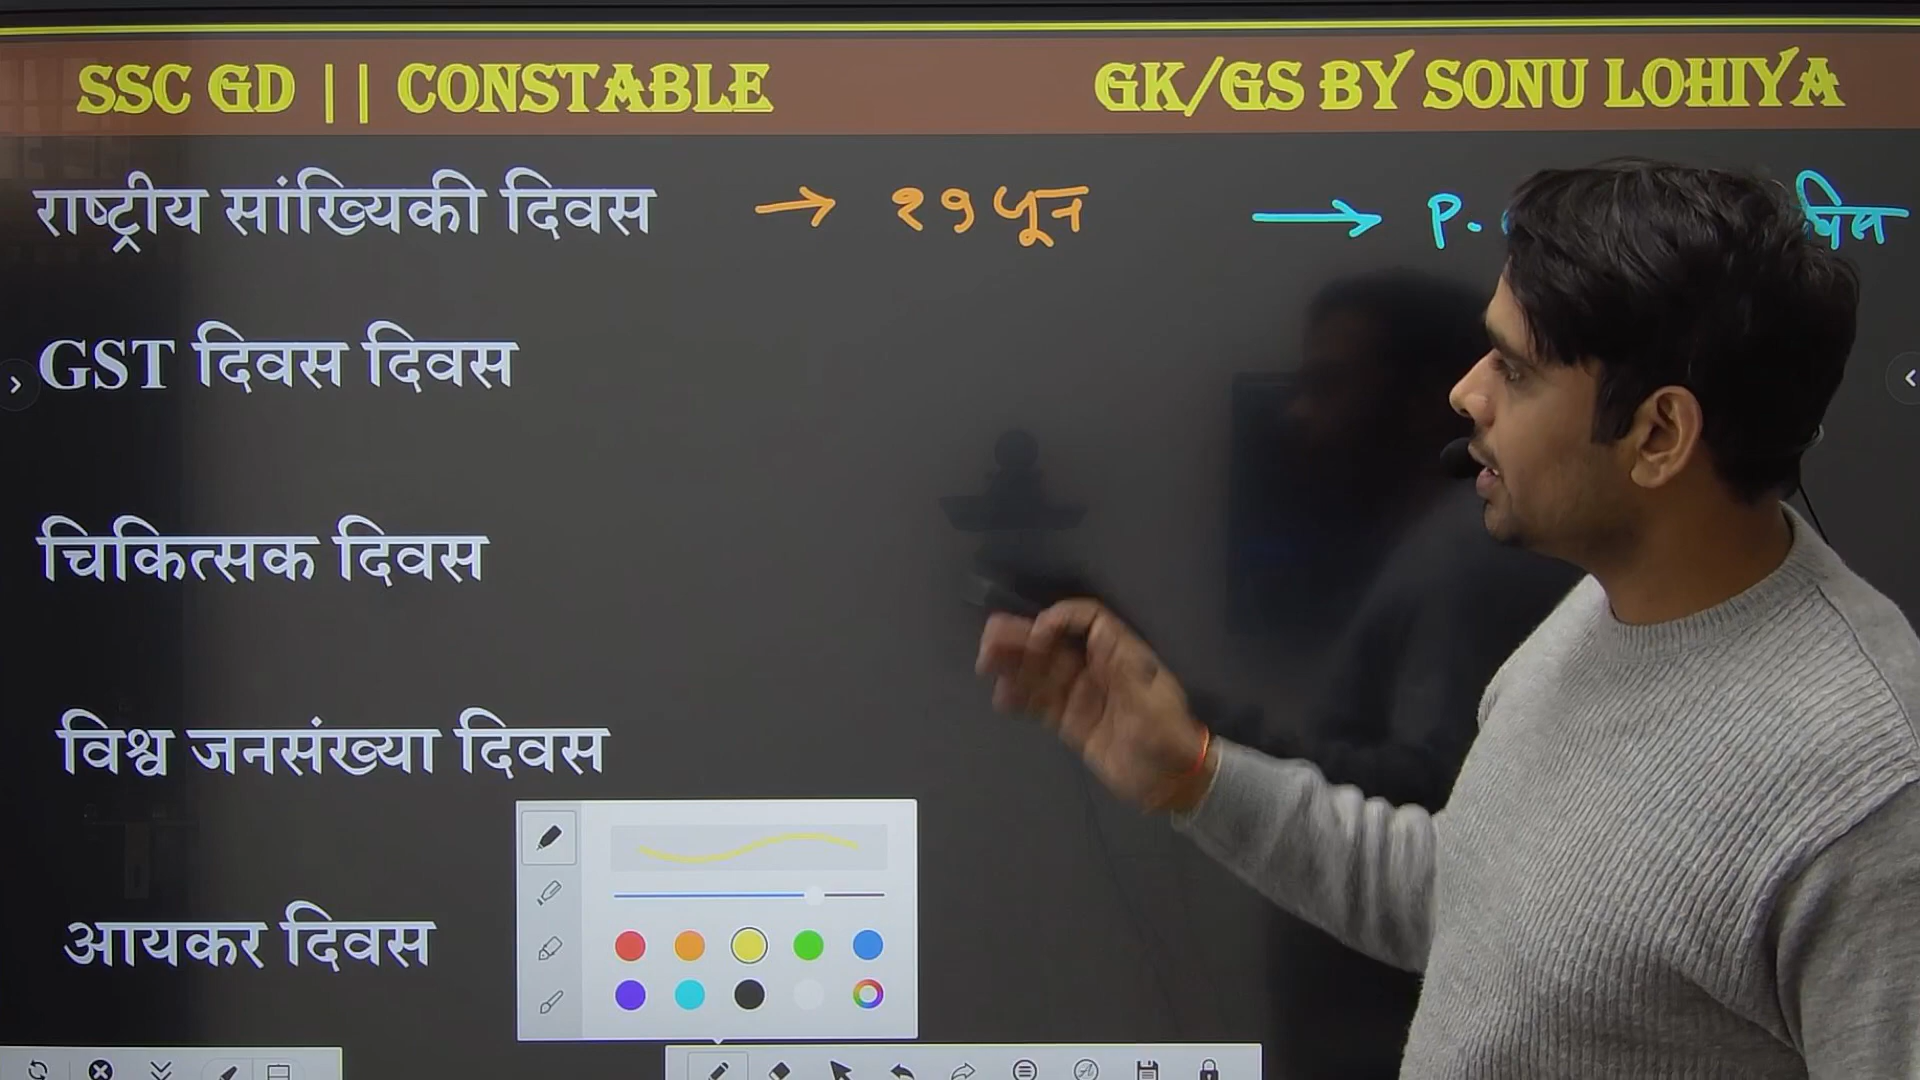 SSC GD || CONSTABLE GK/GS BY SONU LOHIYA
राष्ट्रीय सांख्यिकी दिवस → २९ जून → P.
GST दिवस दिवस
चिकित्सक दिवस
विश्व जनसंख्या दिवस
आयकर दिवस